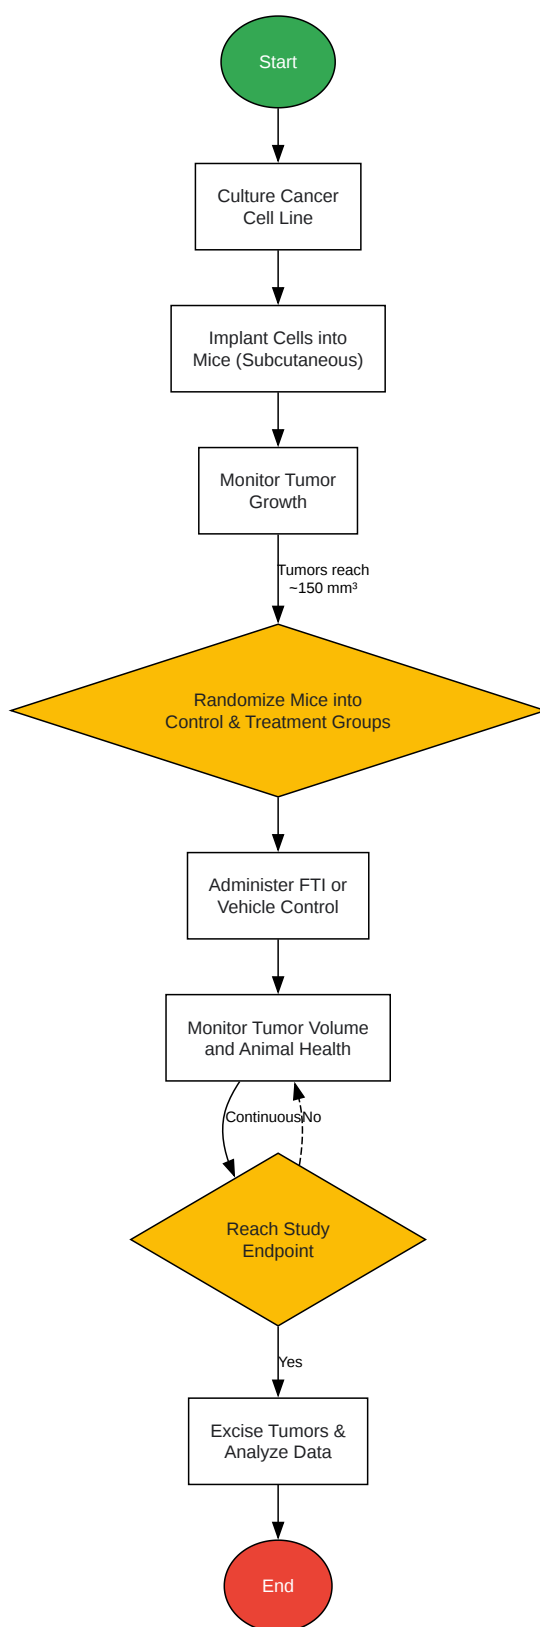 Start
Culture Cancer
Cell Line
Implant Cells into
Mice (Subcutaneous)
Monitor Tumor
Growth
Tumors reach
~150 mm³
Randomize Mice into
Control & Treatment Groups
Administer FTI or
Vehicle Control
Monitor Tumor Volume
and Animal Health
Continuous
No
Reach Study
Endpoint
Yes
Excise Tumors &
Analyze Data
End